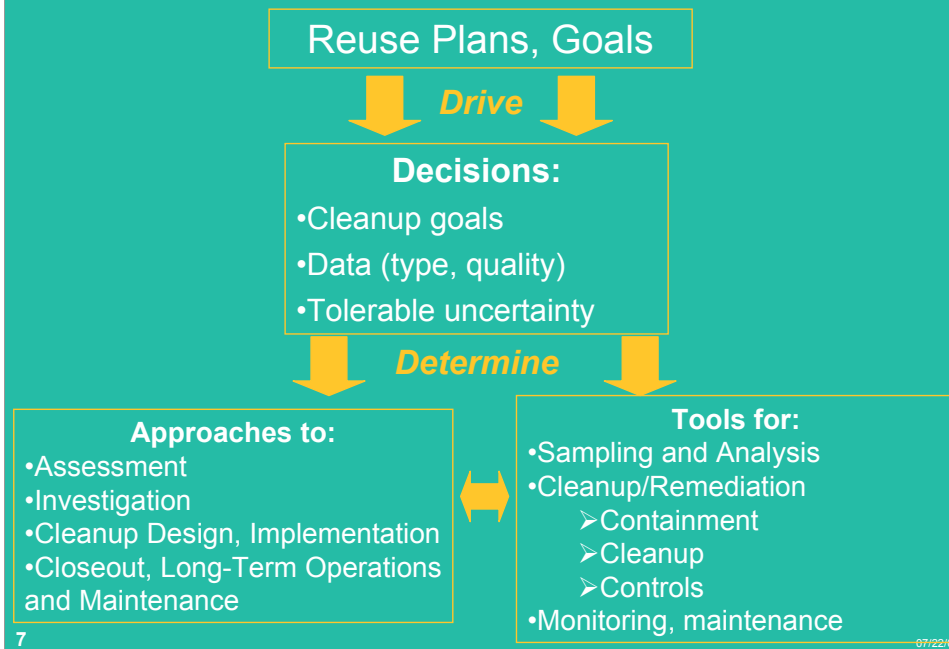 Reuse Plans, Goals
Drive
Decisions:
•Cleanup goals
•Data (type, quality)
•Tolerable uncertainty
Determine
Approaches to:
•Assessment
•Investigation
•Cleanup Design, Implementation
•Closeout, Long-Term Operations
and Maintenance
Tools for:
•Sampling and Analysis
•Cleanup/Remediation
➢Containment
➢Cleanup
➢Controls
•Monitoring, maintenance
7
07/22/